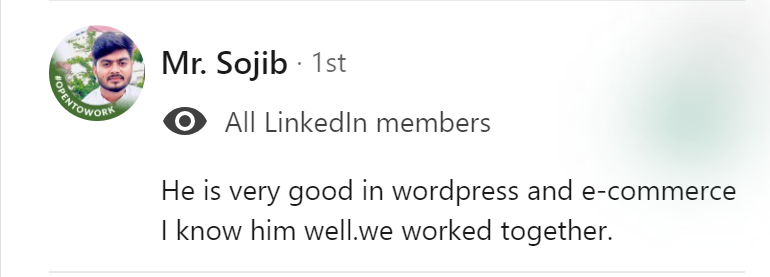 #OPENTOWORK
Mr. Sojib · 1st
All LinkedIn members
He is very good in wordpress and e-commerce
I know him well.we worked together.